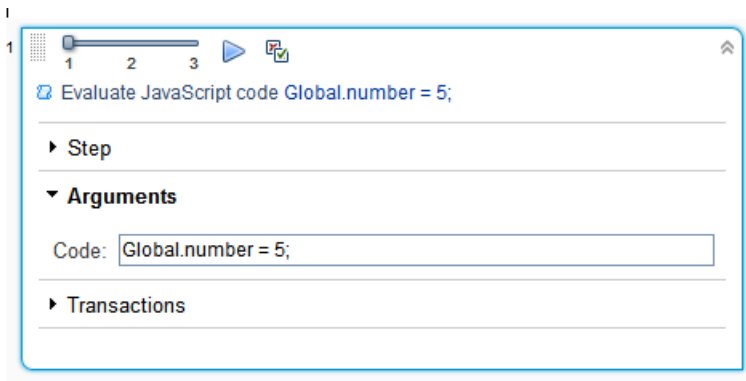 1
1 2 3
Evaluate JavaScript code Global.number = 5;
Step
Arguments
Code: Global.number = 5;
Transactions